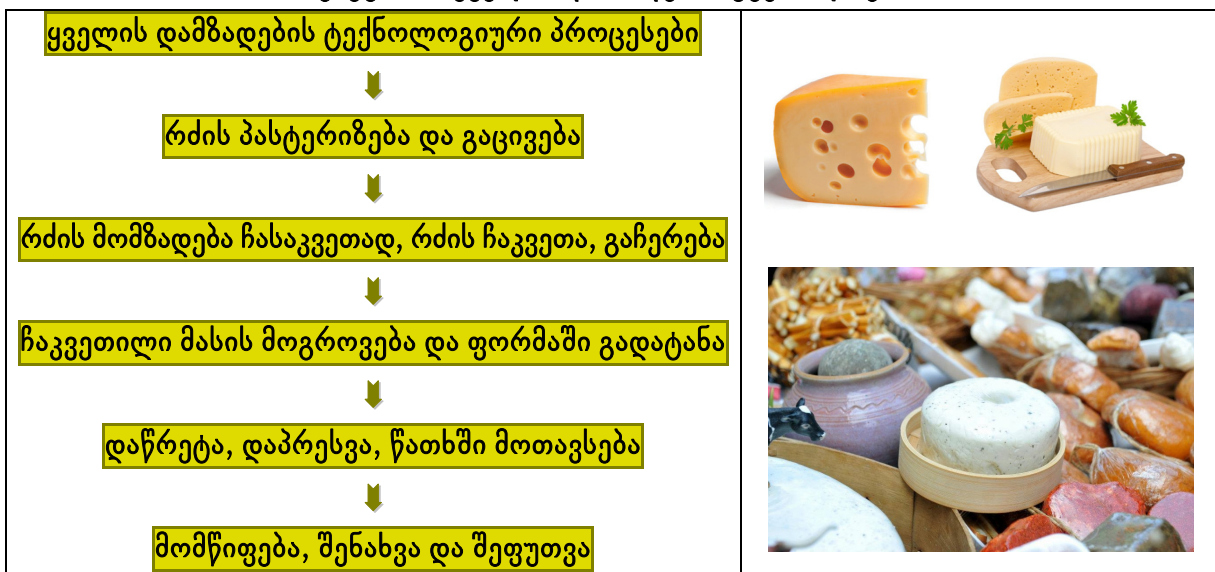 ყველის დამზადების ტექნოლოგიური პროცესები
რძის პასტერიზება და გაცივება
რძის მომზადება ჩასაკვეთად, რძის ჩაკვეთა, გაჩერება
ჩაკვეთილი მასის მოგროვება და ფორმაში გადატანა
დაწრეტა, დაპრესვა, წათხში მოთავსება
მომწიფება, შენახვა და შეფუთვა